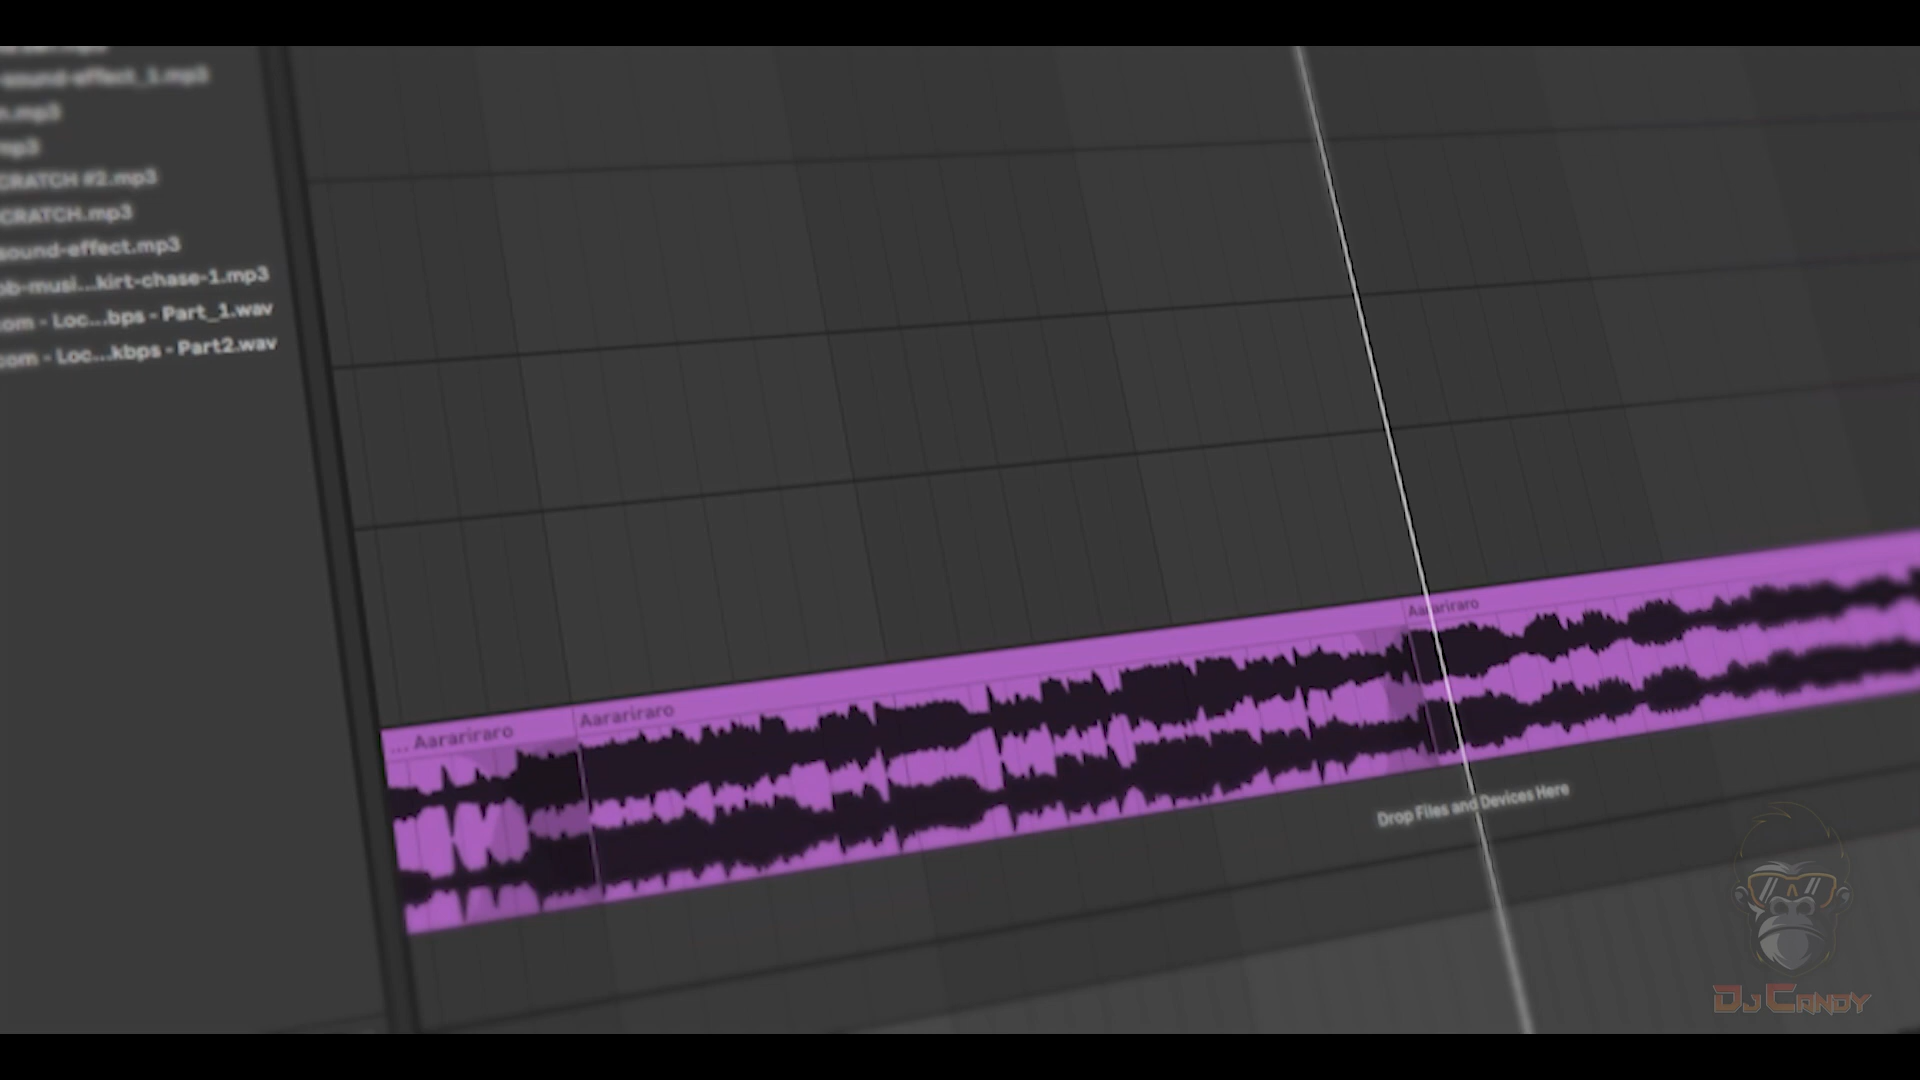 sound-effect_1.mp3
n.mp3
mp3
CRATCH #2.mp3
CRATCH.mp3
sound-effect.mp3
ob-musi...kirt-chase-1.mp3
com - Loc...bps - Part_1.wav
com - Loc...kbps - Part2.wav
Aarariraro
... Aarariraro
Aarariraro
Drop Files and Devices Here
DJ CANDY